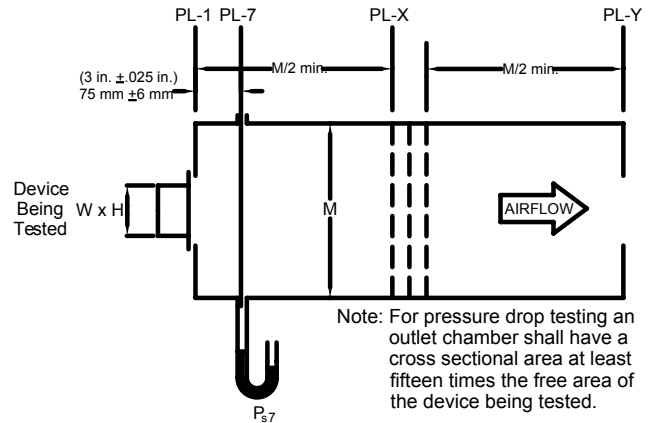 PL-1 PL-7 PL-X PL-Y
M/2 min. M/2 min.
(3 in. ±.025 in.)
75 mm ±6 mm
Device
Being
Tested
W x H
M
AIRFLOW
Note: For pressure drop testing an
outlet chamber shall have a
cross sectional area at least
fifteen times the free area of
the device being tested.
Ps7